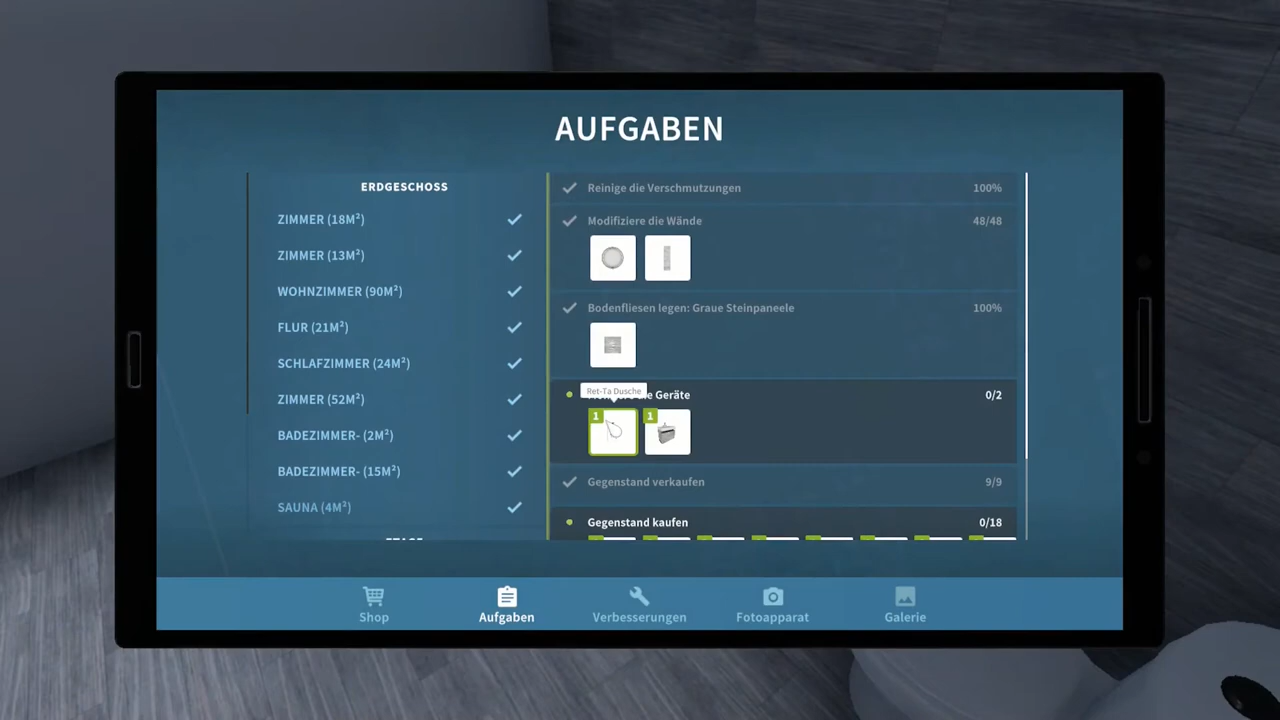 AUFGABEN
ERDGESCHOSS
ZIMMER (18M²)
ZIMMER (13M²)
WOHNZIMMER (90M²)
FLUR (21M²)
SCHLAFZIMMER (24M²)
ZIMMER (52M²)
BADEZIMMER- (2M²)
BADEZIMMER- (15M²)
SAUNA (4M²)
Reinige die Verschmutzungen 100%
Modifiziere die Wände 48/48
Bodenfliesen legen: Graue Steinpaneele 100%
Ret-Ta Dusche
die Geräte 0/2
1 1
Gegenstand verkaufen 9/9
Gegenstand kaufen 0/18
Shop Aufgaben Verbesserungen Fotoapparat Galerie